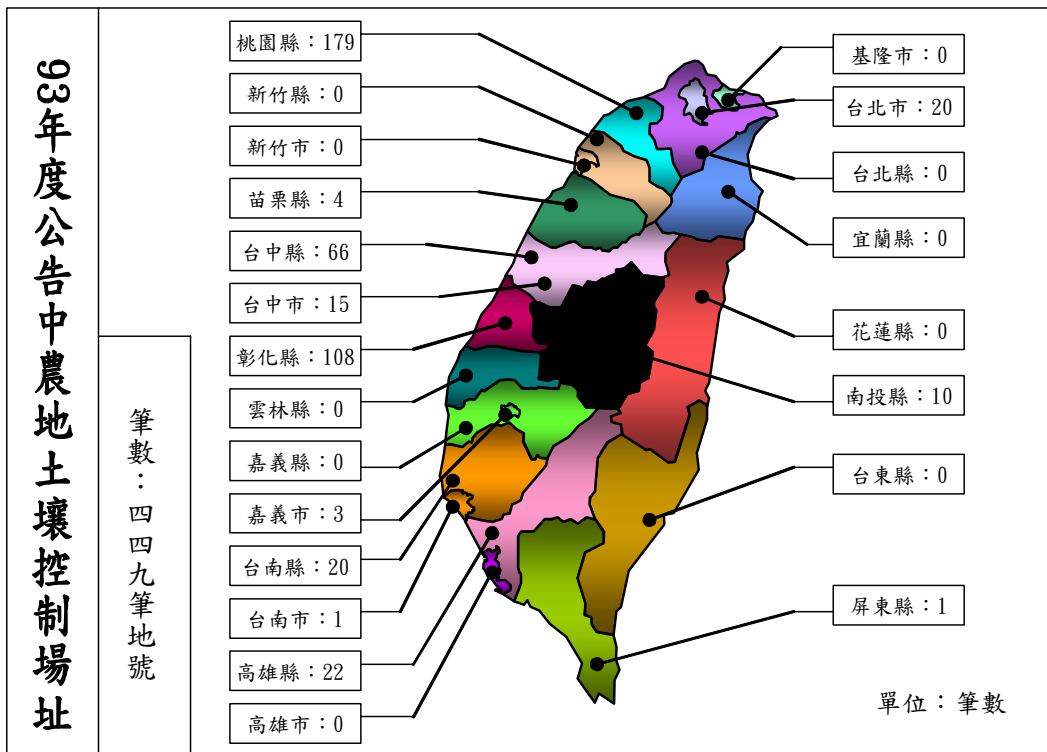 93年度公告中農地土壤控制場址
筆數：四四九筆地號
桃園縣：179
新竹縣：0
新竹市：0
苗栗縣：4
台中縣：66
台中市：15
彰化縣：108
雲林縣：0
嘉義縣：0
嘉義市：3
台南縣：20
台南市：1
高雄縣：22
高雄市：0
基隆市：0
台北市：20
台北縣：0
宜蘭縣：0
花蓮縣：0
南投縣：10
台東縣：0
屏東縣：1
單位：筆數